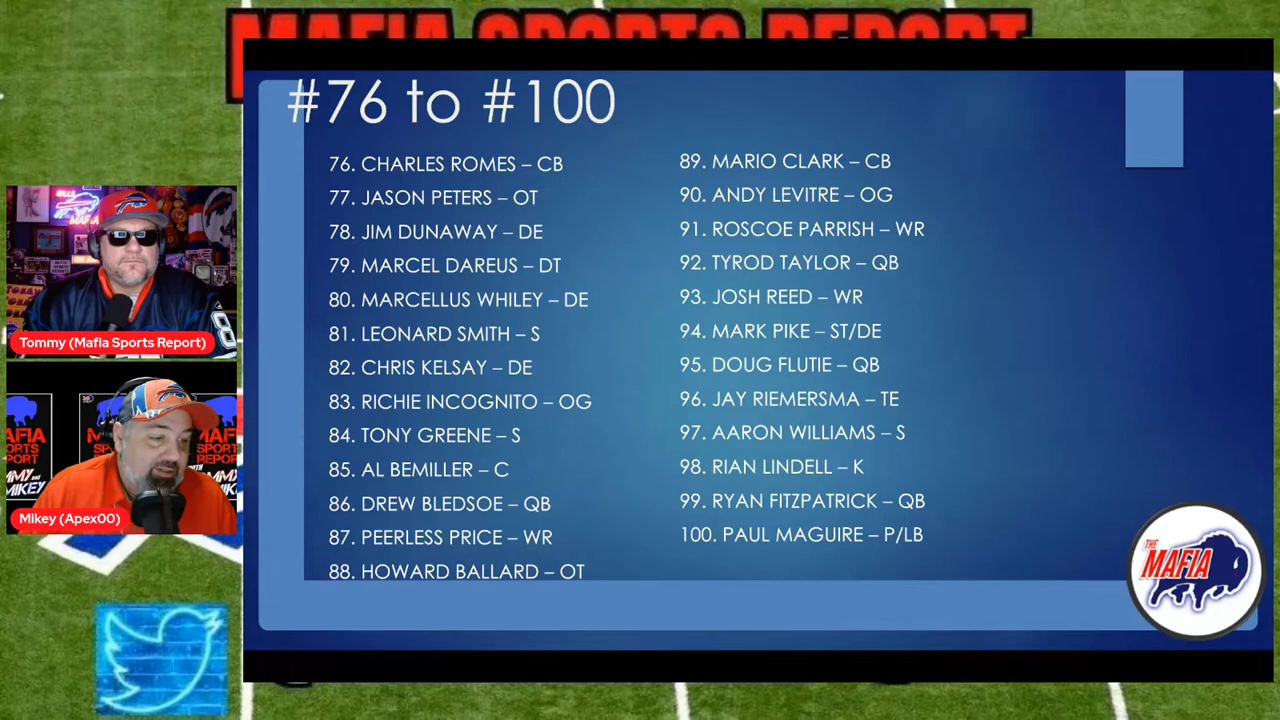 MAFIA SPORTS REPORT
#76 to #100
76. CHARLES ROMES – CB
77. JASON PETERS – OT
78. JIM DUNAWAY – DE
79. MARCEL DAREUS – DT
80. MARCELLUS WHILEY – DE
81. LEONARD SMITH – S
82. CHRIS KELSAY – DE
83. RICHIE INCOGNITO – OG
84. TONY GREENE – S
85. AL BEMILLER – C
86. DREW BLEDSOE – QB
87. PEERLESS PRICE – WR
88. HOWARD BALLARD – OT
89. MARIO CLARK – CB
90. ANDY LEVITRE – OG
91. ROSCOE PARRISH – WR
92. TYROD TAYLOR – QB
93. JOSH REED – WR
94. MARK PIKE – ST/DE
95. DOUG FLUTIE – QB
96. JAY RIEMERSMA – TE
97. AARON WILLIAMS – S
98. RIAN LINDELL – K
99. RYAN FITZPATRICK – QB
100. PAUL MAGUIRE – P/LB
Tommy (Mafia Sports Report)
Mikey (Apex00)
THE
MAFIA